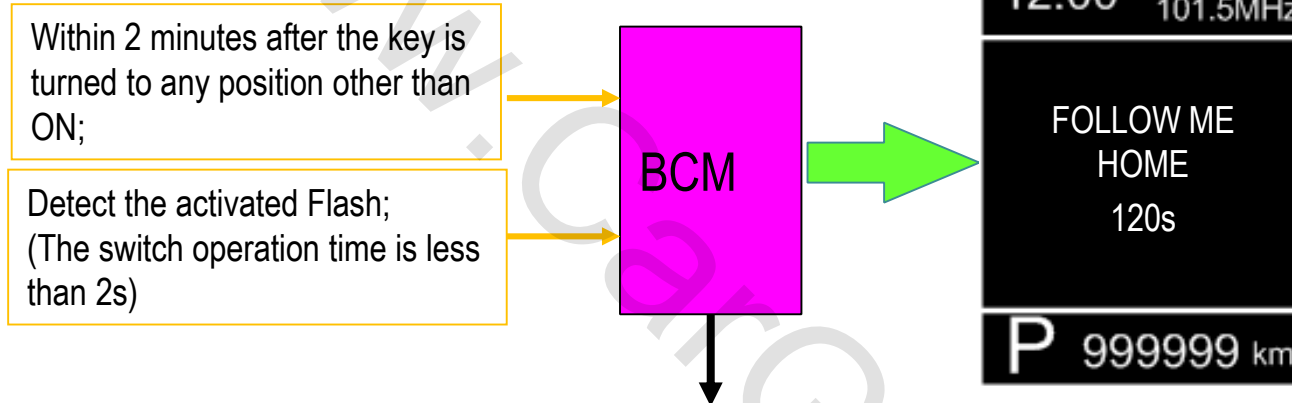 101.5MHz
Within 2 minutes after the key is
turned to any position other than
ON;
Detect the activated Flash;
(The switch operation time is less
than 2s)
BCM
FOLLOW ME
HOME
120s
P 999999 km